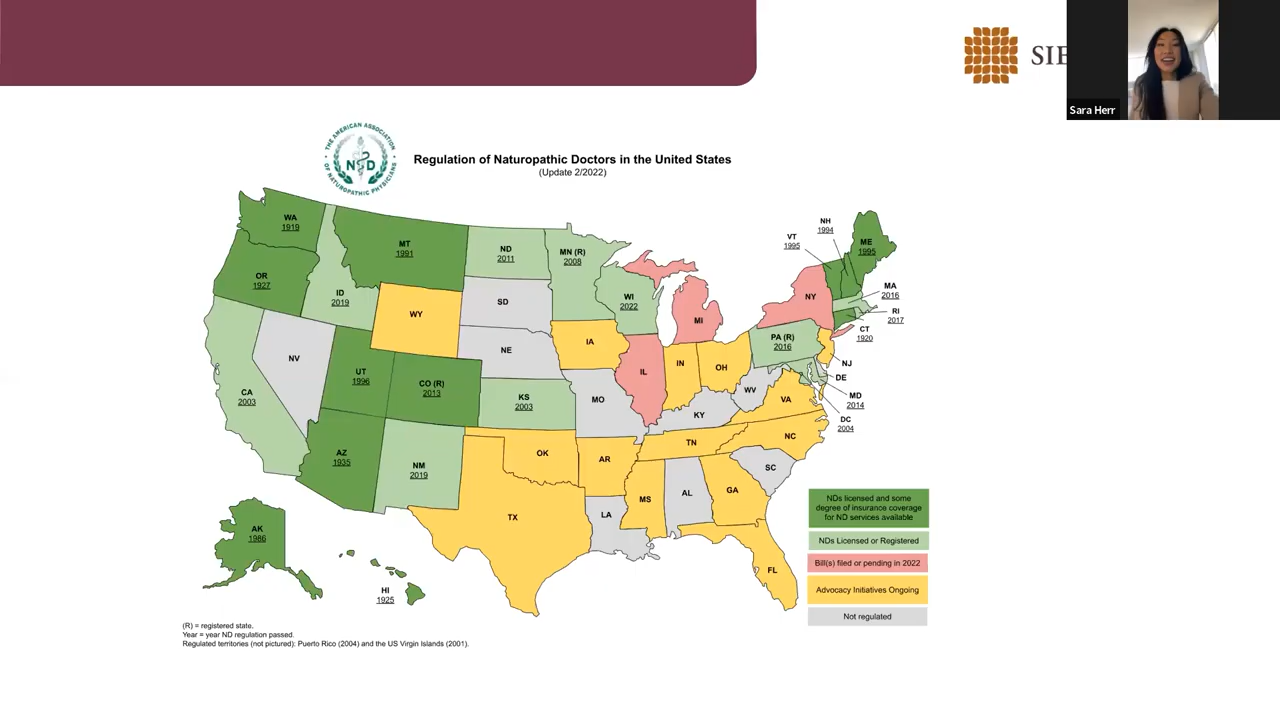 SIE
Sara Herr
THE AMERICAN ASSOCIATION
OF NATUROPATHIC PHYSICIANS
ND
Regulation of Naturopathic Doctors in the United States
(Update 2/2022)
WA
1919
OR
1927
ID
2019
MT
1991
ND
2011
MN (R)
2008
WI
2022
MI
NY
VT
1995
NH
1994
ME
1995
MA
2016
RI
2017
CT
1920
NJ
DE
MD
2014
DC
2004
PA (R)
2016
WY
SD
NE
IA
IL
IN
OH
WV
VA
NV
UT
1996
CO (R)
2013
CA
2003
KS
2003
MO
KY
NC
TN
AZ
1935
NM
2019
OK
AR
SC
MS
AL
GA
TX
LA
FL
AK
1986
HI
1925
NDs licensed and some
degree of insurance coverage
for ND services available
NDs Licensed or Registered
Bill(s) filed or pending in 2022
Advocacy Initiatives Ongoing
Not regulated
(R) = registered state.
Year = year ND regulation passed.
Regulated territories (not pictured): Puerto Rico (2004) and the US Virgin Islands (2001).